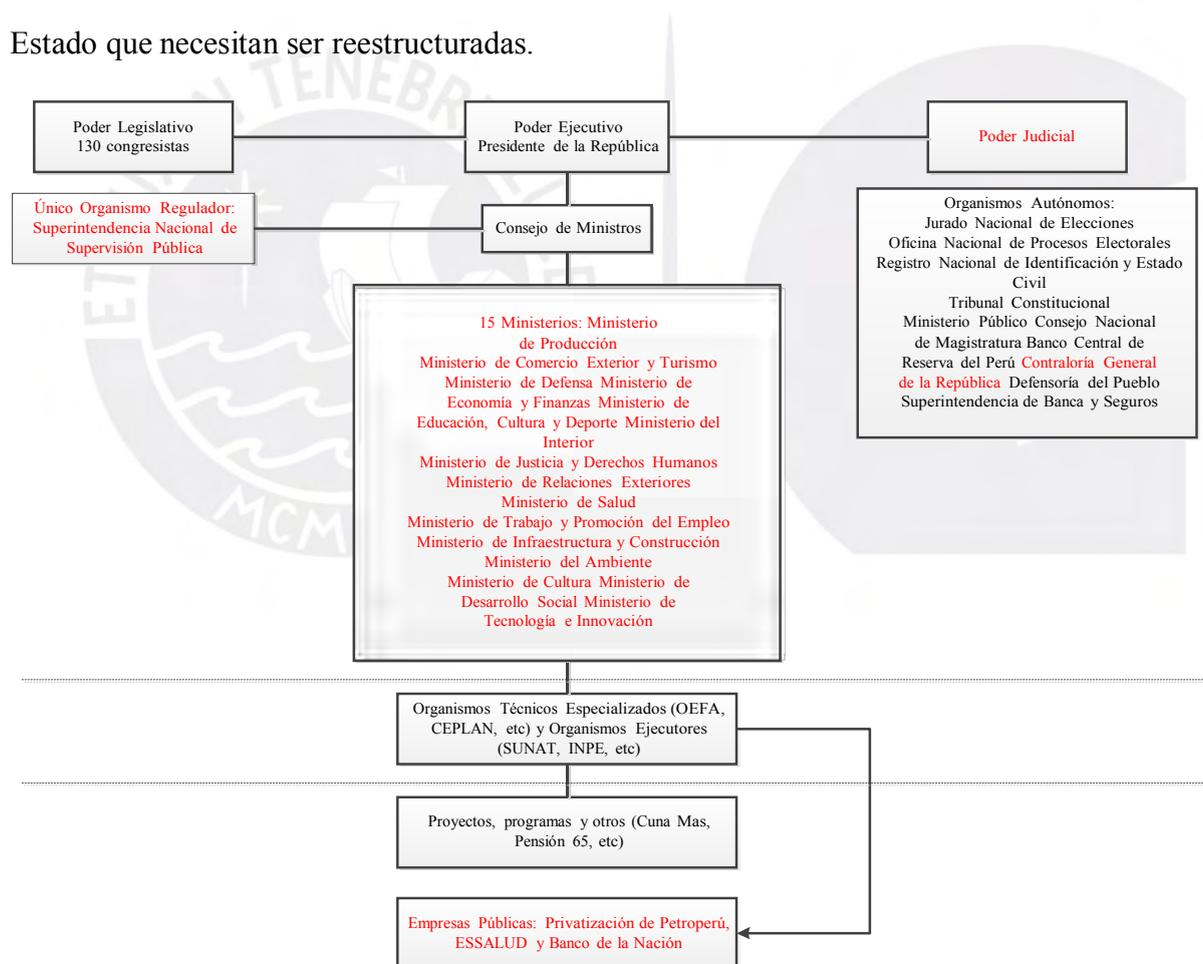 Estado que necesitan ser reestructuradas.
Poder Legislativo
130 congresistas
Poder Ejecutivo
Presidente de la República
Poder Judicial
Único Organismo Regulador:
Superintendencia Nacional de
Supervisión Pública
Consejo de Ministros
Organismos Autónomos:
Jurado Nacional de Elecciones
Oficina Nacional de Procesos Electorales
Registro Nacional de Identificación y Estado
Civil
Tribunal Constitucional
Ministerio Público Consejo Nacional
de Magistratura Banco Central de
Reserva del Perú Contraloría General
de la República Defensoría del Pueblo
Superintendencia de Banca y Seguros
15 Ministerios: Ministerio
de Producción
Ministerio de Comercio Exterior y Turismo
Ministerio de Defensa Ministerio de
Economía y Finanzas Ministerio de
Educación, Cultura y Deporte Ministerio del
Interior
Ministerio de Justicia y Derechos Humanos
Ministerio de Relaciones Exteriores
Ministerio de Salud
Ministerio de Trabajo y Promoción del Empleo
Ministerio de Infraestructura y Construcción
Ministerio del Ambiente
Ministerio de Cultura Ministerio de
Desarrollo Social Ministerio de
Tecnología e Innovación
Organismos Técnicos Especializados (OEFA,
CEPLAN, etc) y Organismos Ejecutores
(SUNAT, INPE, etc)
Proyectos, programas y otros (Cuna Mas,
Pensión 65, etc)
Empresas Públicas: Privatización de Petroperú,
ESSALUD y Banco de la Nación